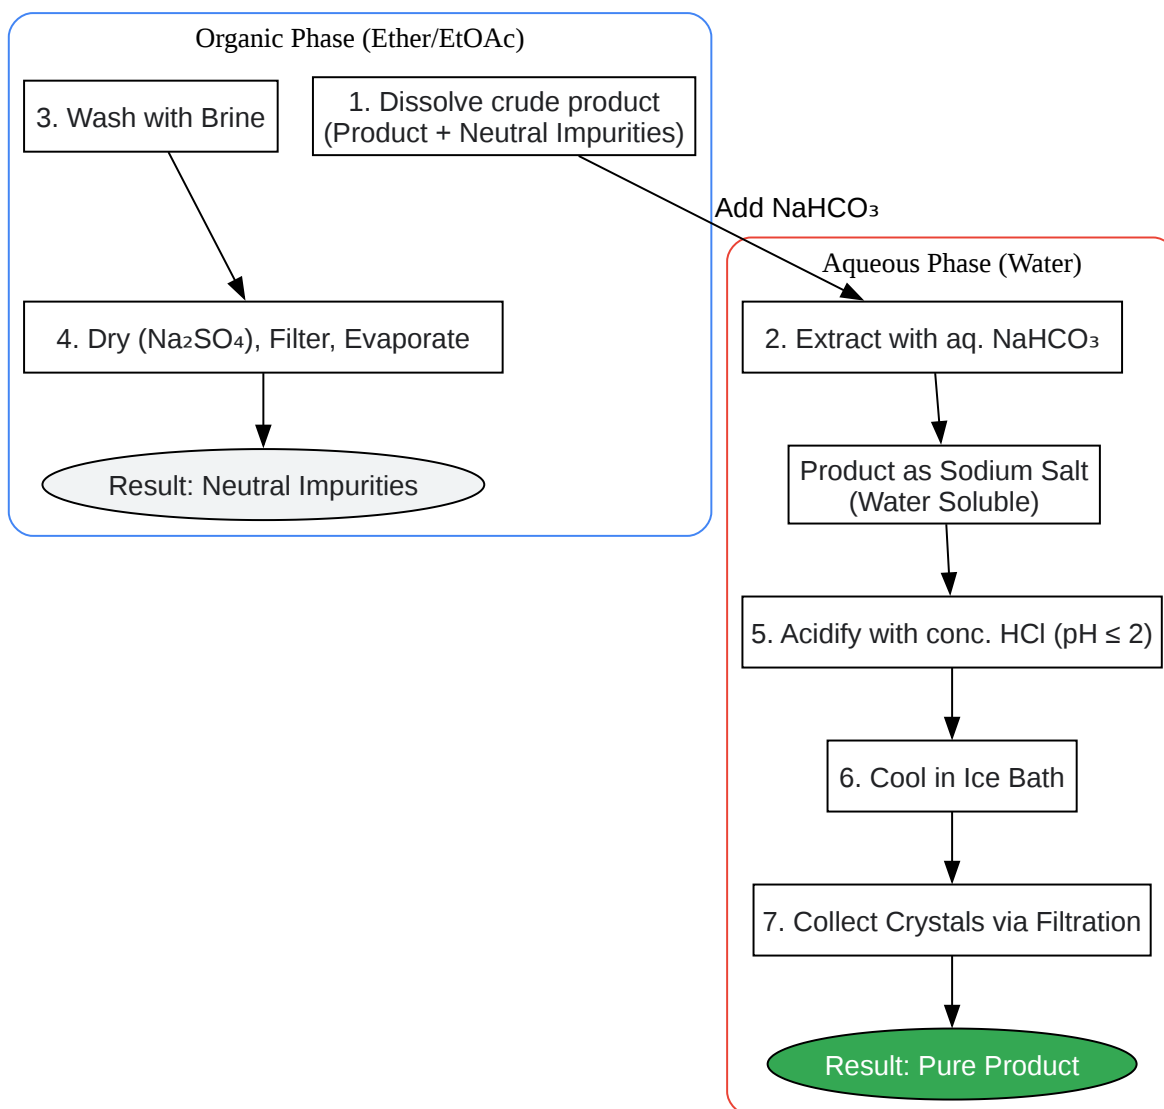 Organic Phase (Ether/EtOAc)
3. Wash with Brine
1. Dissolve crude product
(Product + Neutral Impurities)
Add NaHCO₃
Aqueous Phase (Water)
4. Dry (Na₂SO₄), Filter, Evaporate
2. Extract with aq. NaHCO₃
Result: Neutral Impurities
Product as Sodium Salt
(Water Soluble)
5. Acidify with conc. HCl (pH ≤ 2)
6. Cool in Ice Bath
7. Collect Crystals via Filtration
Result: Pure Product